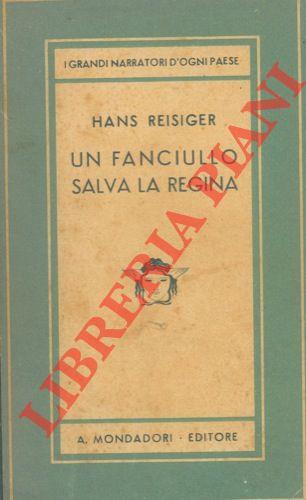 I GRANDI NARRATORI D'OGNI PAESE
HANS REISIGER
UN FANCIULLO
SALVA LA REGINA
A. MONDADORI - EDITORE
LIBRERIA PIANI